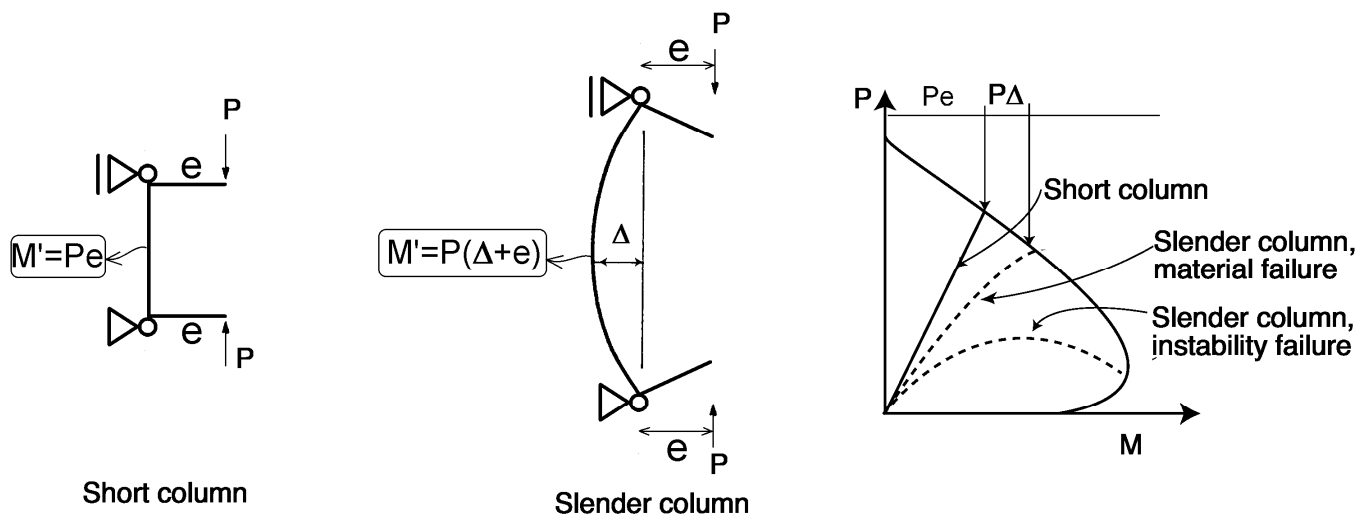 P
e
M'=Pe
e
P
Short column
P
e
Δ
M'=P(Δ+e)
e
P
Slender column
P
Pe
PΔ
Short column
Slender column,
material failure
Slender column,
instability failure
M